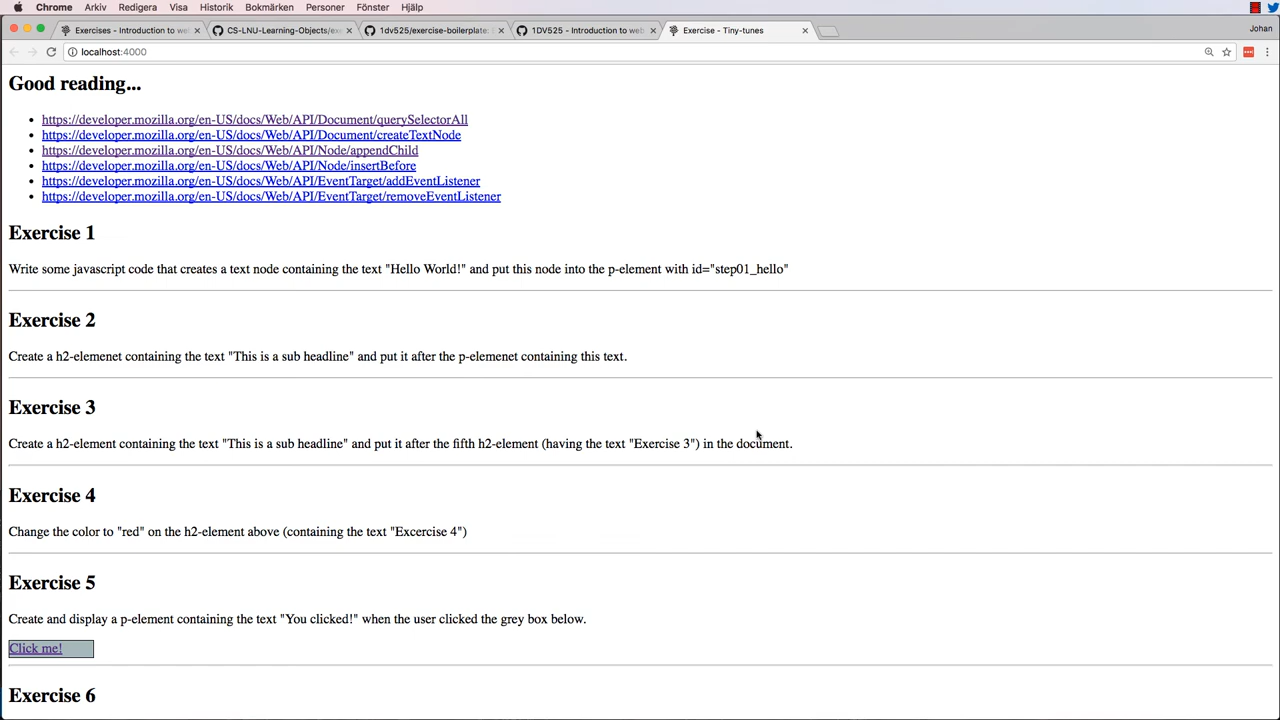 Chrome Arkiv Redigera Visa Historik Bokmärken Personer Fönster Hjälp
Exercises - Introduction to we
CS-LNU-Learning-Objects/exe
1dv525/exercise-boilerplate:
1DV525 - Introduction to web
Exercise - Tiny-tunes
Johan
localhost:4000
Good reading...
https://developer.mozilla.org/en-US/docs/Web/API/Document/querySelectorAll
https://developer.mozilla.org/en-US/docs/Web/API/Document/createTextNode
https://developer.mozilla.org/en-US/docs/Web/API/Node/appendChild
https://developer.mozilla.org/en-US/docs/Web/API/Node/insertBefore
https://developer.mozilla.org/en-US/docs/Web/API/EventTarget/addEventListener
https://developer.mozilla.org/en-US/docs/Web/API/EventTarget/removeEventListener
Exercise 1
Write some javascript code that creates a text node containing the text "Hello World!" and put this node into the p-element with id="step01_hello"
Exercise 2
Create a h2-elemenet containing the text "This is a sub headline" and put it after the p-elemenet containing this text.
Exercise 3
Create a h2-element containing the text "This is a sub headline" and put it after the fifth h2-element (having the text "Exercise 3") in the document.
Exercise 4
Change the color to "red" on the h2-element above (containing the text "Excercise 4")
Exercise 5
Create and display a p-element containing the text "You clicked!" when the user clicked the grey box below.
Click me!
Exercise 6